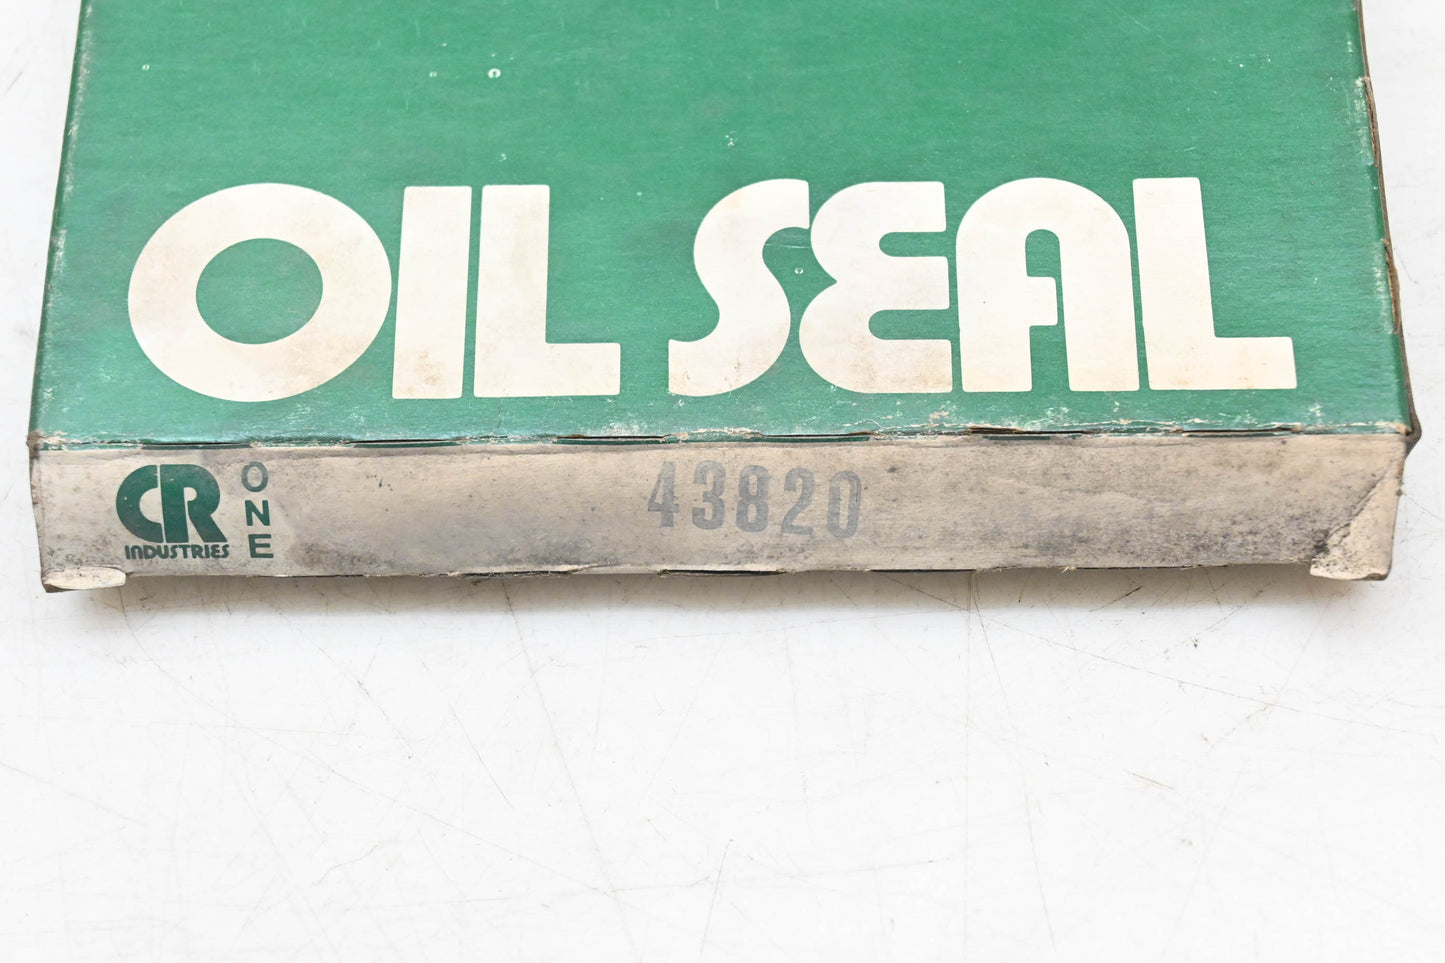 OIL SEAL
CR
INDUSTRIES
ONE
43820